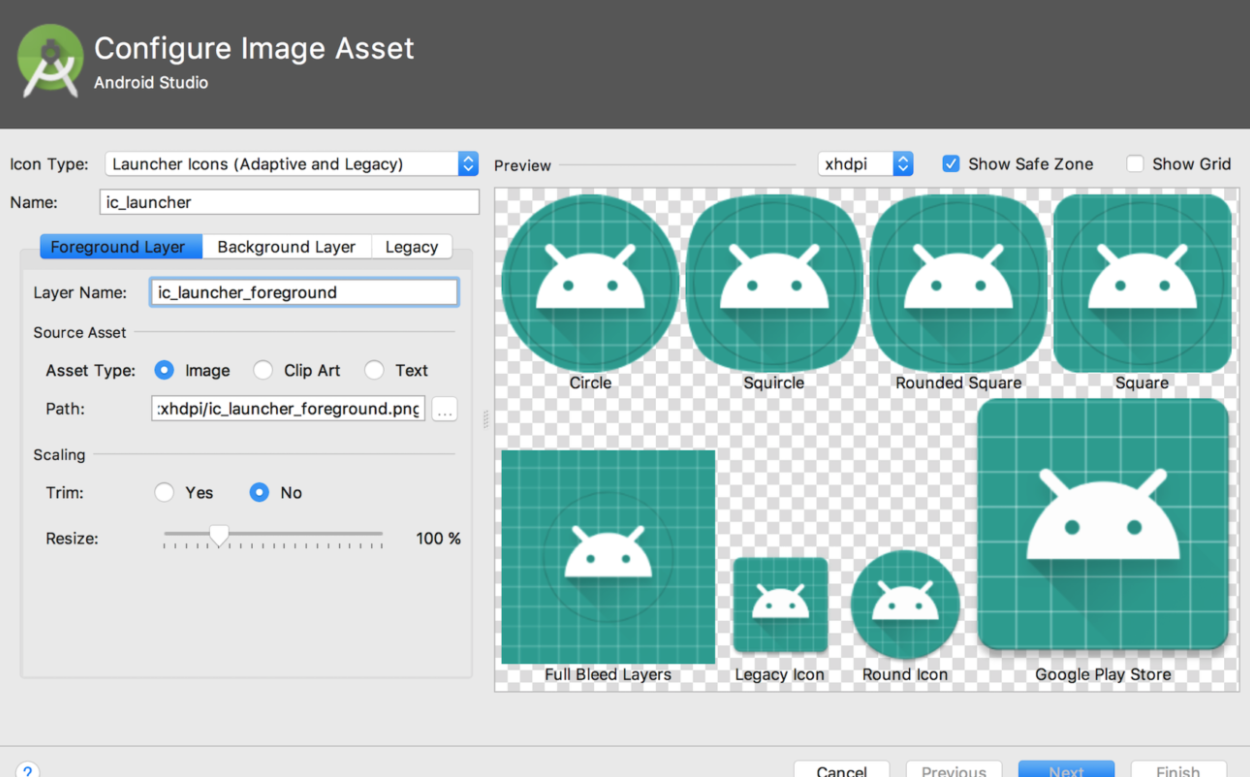 Configure Image Asset
Android Studio
Icon Type: Launcher Icons (Adaptive and Legacy)
Name: ic_launcher
Foreground Layer Background Layer Legacy
Layer Name: ic_launcher_foreground
Source Asset
Asset Type: Image Clip Art Text
Path: :xhdpi/ic_launcher_foreground.png ...
Scaling
Trim: Yes No
Resize: 100 %
Preview xhdpi Show Safe Zone Show Grid
Circle Squircle Rounded Square Square
Full Bleed Layers Legacy Icon Round Icon Google Play Store
? Cancel Previous Next Finish